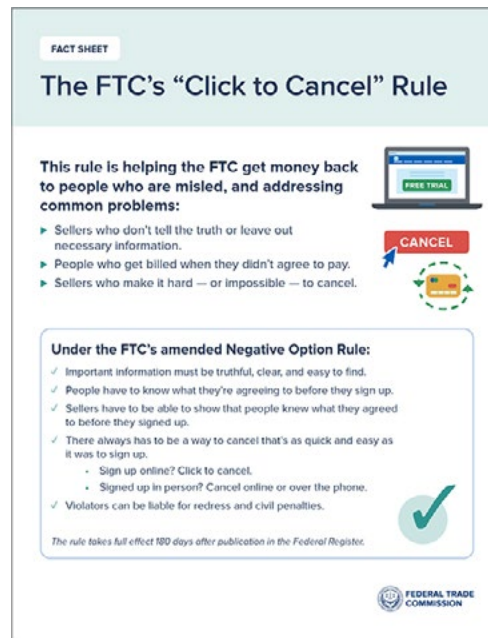 FACT SHEET
The FTC's “Click to Cancel” Rule
This rule is helping the FTC get money back
to people who are misled, and addressing
common problems:
Sellers who don't tell the truth or leave out
necessary information.
People who get billed when they didn't agree to pay.
Sellers who make it hard — or impossible — to cancel.
FREE TRIAL
CANCEL
Under the FTC's amended Negative Option Rule:
Important information must be truthful, clear, and easy to find.
People have to know what they're agreeing to before they sign up.
Sellers have to be able to show that people knew what they agreed
to before they signed up.
There always has to be a way to cancel that's as quick and easy as
it was to sign up.
Sign up online? Click to cancel.
Signed up in person? Cancel online or over the phone.
Violators can be liable for redress and civil penalties.
The rule takes full effect 180 days after publication in the Federal Register.
FEDERAL TRADE
COMMISSION